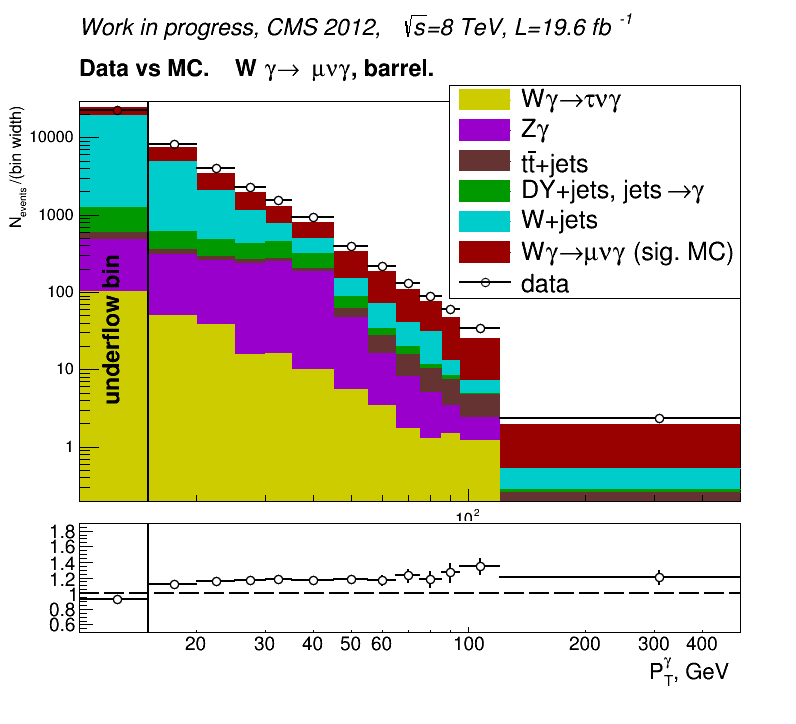 Work in progress, CMS 2012, √s=8 TeV, L=19.6 fb⁻¹
Data vs MC. W γ→ μνγ, barrel.
Wγ→τνγ
Zγ
tt̄+jets
DY+jets, jets →γ
W+jets
Wγ→μνγ (sig. MC)
data
N_events /(bin width)
10000
1000
100
10
1
underflow bin
10²
1.8
1.6
1.4
1.2
1
0.8
0.6
20 30 40 50 60 100 200 300 400
P_T^γ, GeV